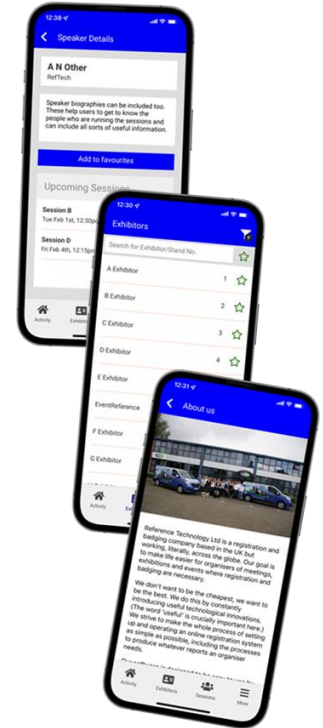 12:38
Speaker Details
A N Other
RefTech
Speaker biographies can be included too.
These help users to get to know the
people who are running the sessions and
can include all sorts of useful information.
Add to favourites
Upcoming Sessions
Session B
Tue Feb 1st, 12:30p
Session D
Fri Feb 4th, 12:15p
Activity
12:30
Exhibitors
Search for Exhibitor/Stand No.
A Exhibitor 1
B Exhibitor 2
C Exhibitor 3
D Exhibitor 4
E Exhibitor
EventReference
F Exhibitor
G Exhibitor
Activity
12:31
About us
Reference Technology Ltd is a registration and
badging company based in the UK but
working, literally, across the globe. Our goal is
to make life easier for organisers of meetings,
exhibitions and events where registration and
badging are necessary.
We don't want to be the cheapest, we want to
be the best. We do this by constantly
introducing useful technological innovations.
(The word 'useful' is crucially important here.)
We strive to make the whole process of setting
up and operating an online registration system
as simple as possible, including the processes
to produce whatever reports an organiser
needs.
Activity
Exhibitors
Sessions
More